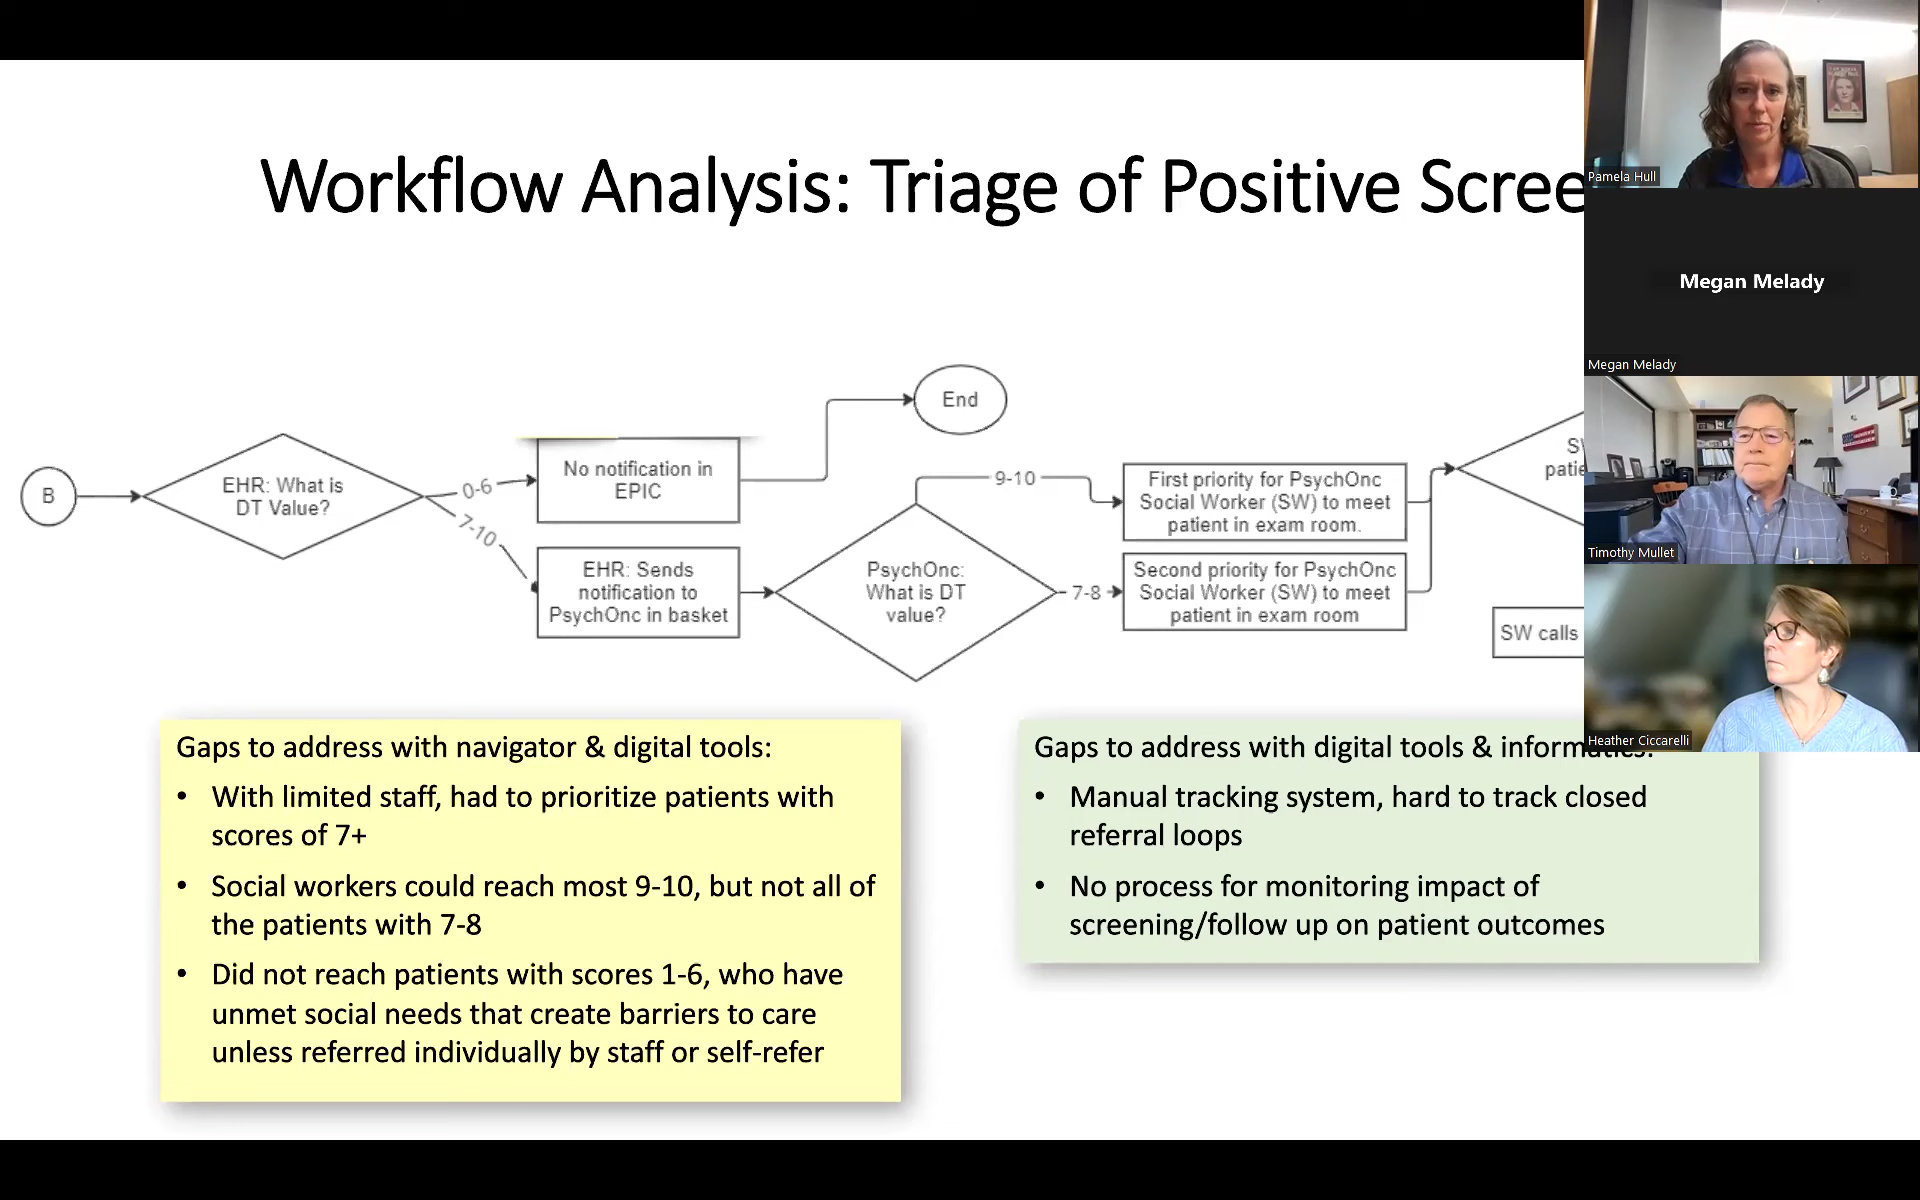 Workflow Analysis: Triage of Positive Scree
Pamela Hull
Megan Melady
Megan Melady
Timothy Mullet
Heather Ciccarelli
B
EHR: What is
DT Value?
0-6
7-10
No notification in
EPIC
End
EHR: Sends
notification to
PsychOnc in basket
PsychOnc:
What is DT
value?
9-10
7-8
First priority for PsychOnc
Social Worker (SW) to meet
patient in exam room.
Second priority for PsychOnc
Social Worker (SW) to meet
patient in exam room
SW calls
Gaps to address with navigator & digital tools:
• With limited staff, had to prioritize patients with
scores of 7+
• Social workers could reach most 9-10, but not all of
the patients with 7-8
• Did not reach patients with scores 1-6, who have
unmet social needs that create barriers to care
unless referred individually by staff or self-refer
Gaps to address with digital tools & informatics:
• Manual tracking system, hard to track closed
referral loops
• No process for monitoring impact of
screening/follow up on patient outcomes